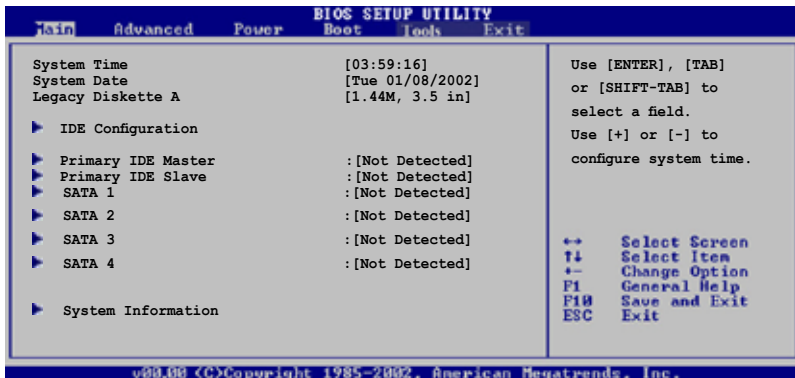 BIOS SETUP UTILITY
Main Advanced Power Boot Tools Exit
System Time [03:59:16]
System Date [Tue 01/08/2002]
Legacy Diskette A [1.44M, 3.5 in]
IDE Configuration
Primary IDE Master :[Not Detected]
Primary IDE Slave :[Not Detected]
SATA 1 :[Not Detected]
SATA 2 :[Not Detected]
SATA 3 :[Not Detected]
SATA 4 :[Not Detected]
System Information
Use [ENTER], [TAB]
or [SHIFT-TAB] to
select a field.
Use [+] or [-] to
configure system time.
↔ Select Screen
↑↓ Select Item
+- Change Option
F1 General Help
F10 Save and Exit
ESC Exit
v00.00 (C)Copyright 1985-2002, American Megatrends, Inc.